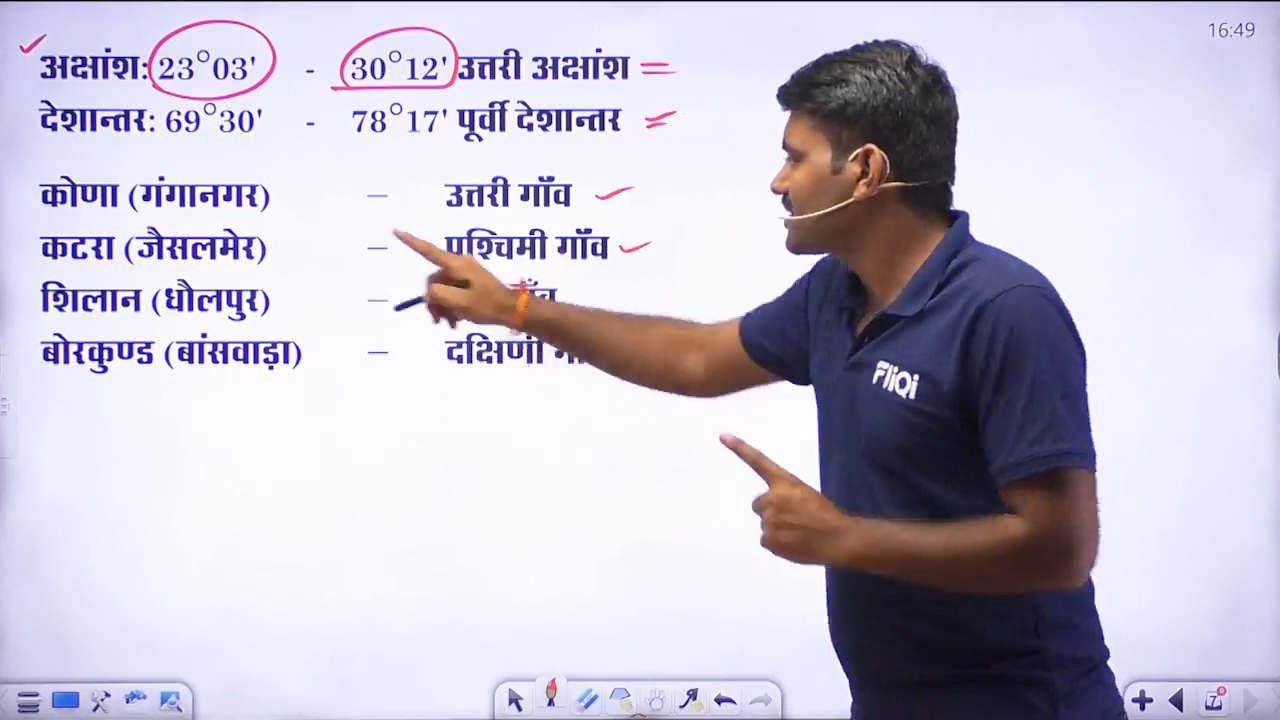 16:49
अक्षांश: 23°03' - 30°12' उत्तरी अक्षांश
देशान्तर: 69°30' - 78°17' पूर्वी देशान्तर
कोणा (गंगानगर) – उत्तरी गाँव
कटरा (जैसलमेर) – पश्चिमी गाँव
शिलान (धौलपुर) –
बोरकुण्ड (बांसवाड़ा) – दक्षिणी
FliQi
7